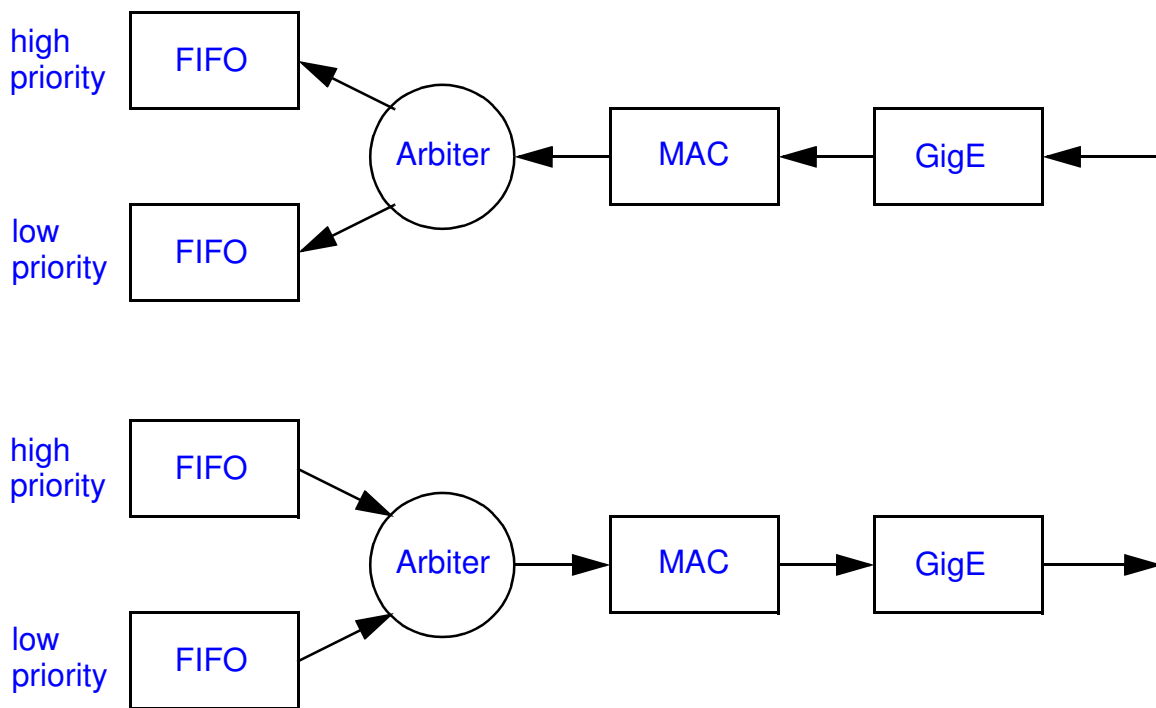 high
priority
FIFO
Arbiter
MAC
GigE
low
priority
FIFO
high
priority
FIFO
Arbiter
MAC
GigE
low
priority
FIFO